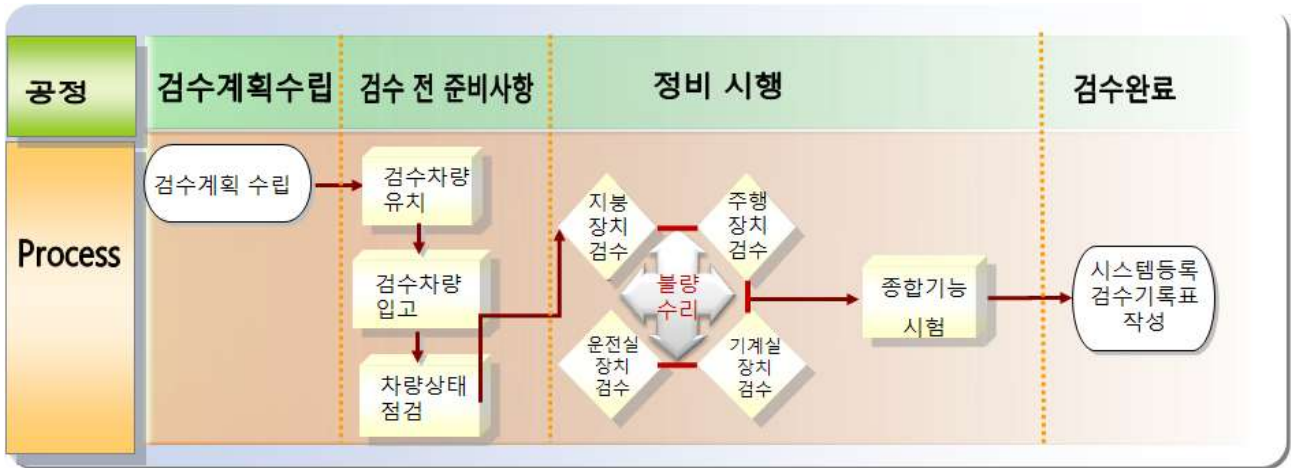 공정
검수계획수립
검수 전 준비사항
정비 시행
검수완료
Process
검수계획 수립
검수차량
유치
검수차량
입고
차량상태
점검
지붕
장치
검수
주행
장치
검수
불량
수리
운전실
장치
검수
기계실
장치
검수
종합기능
시험
시스템등록
검수기록표
작성